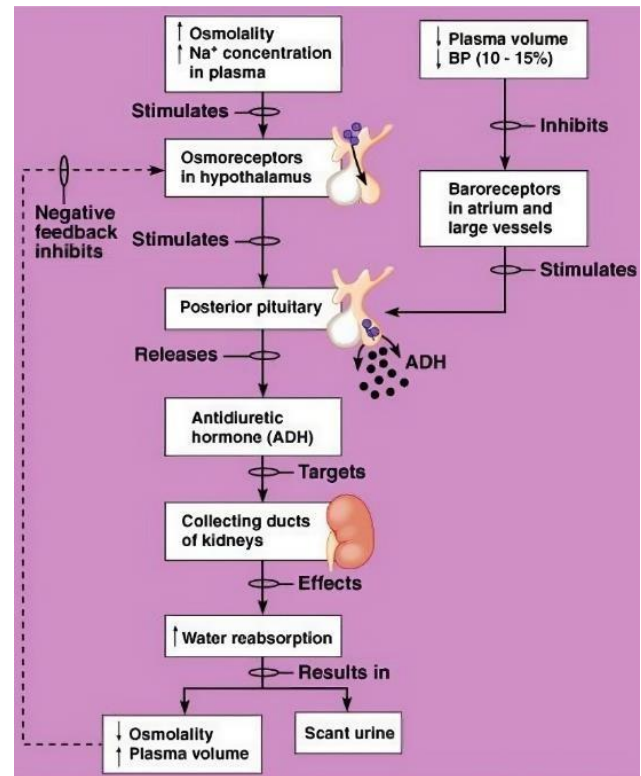 ↑ Osmolality
↑ Na⁺ concentration
in plasma
↓ Plasma volume
↓ BP (10 - 15%)
Stimulates
Inhibits
Osmoreceptors
in hypothalamus
Baroreceptors
in atrium and
large vessels
Negative
feedback
inhibits
Stimulates
Stimulates
Posterior pituitary
Releases
ADH
Antidiuretic
hormone (ADH)
Targets
Collecting ducts
of kidneys
Effects
↑ Water reabsorption
Results in
↓ Osmolality
↑ Plasma volume
Scant urine